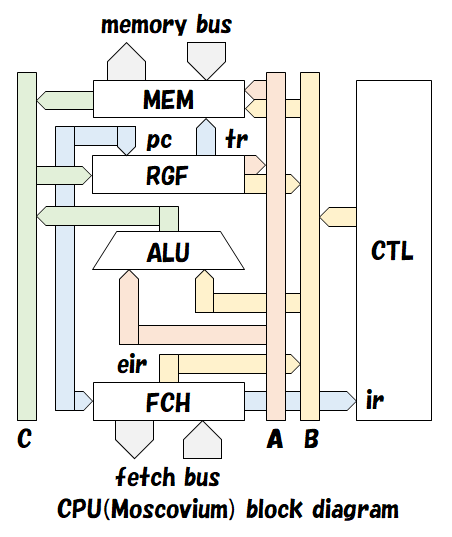 memory bus
MEM
pc
tr
RGF
ALU
CTL
eir
FCH
ir
C
A
B
fetch bus
CPU(Moscovium) block diagram